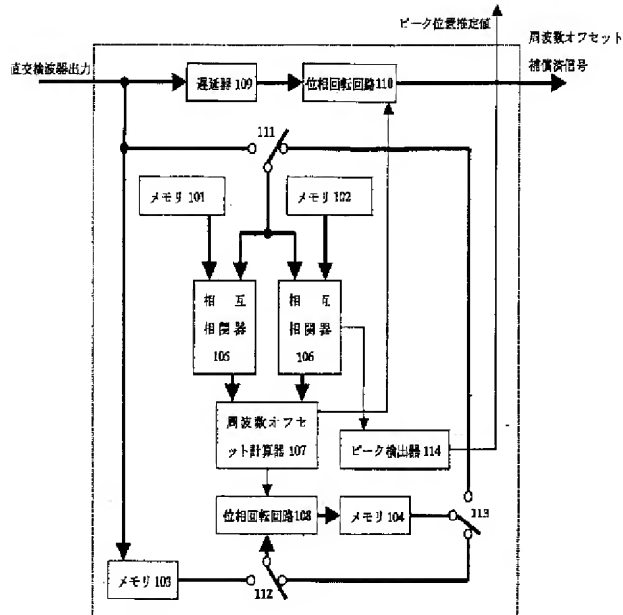 ピーク位置推定値
周波数オフセット
補償済信号
直交検波器出力
遅延器 109
位相回転回路 110
111
メモリ 101
メモリ 102
相 互
相関器
105
相 互
相関器
106
周波数オフセ
ット計算器 107
ピーク検出器 114
位相回転回路 108
メモリ 104
113
メモリ 103
112